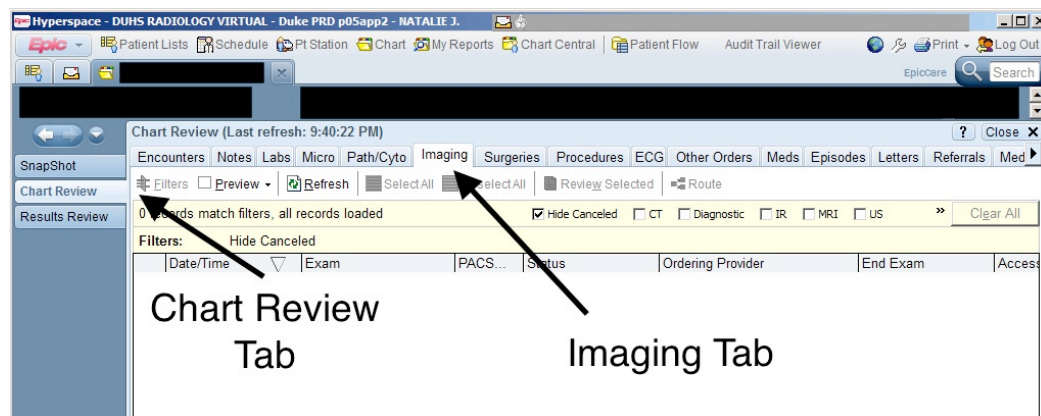 Hyperspace - DUHS RADIOLOGY VIRTUAL - Duke PRD p05app2 - NATALIE J.
Epic Patient Lists Schedule Pt Station Chart My Reports Chart Central Patient Flow Audit Trail Viewer Print Log Out
EpicCare Search
Chart Review (Last refresh: 9:40:22 PM) ? Close X
SnapShot
Chart Review
Results Review
Encounters Notes Labs Micro Path/Cyto Imaging Surgeries Procedures ECG Other Orders Meds Episodes Letters Referrals Med
Filters Preview Refresh Select All Review Selected Route
records match filters, all records loaded Hide Canceled CT Diagnostic IR MRI US » Clear All
Filters: Hide Canceled
Date/Time Exam PACS... Status Ordering Provider End Exam Access
Chart Review
Tab
Imaging Tab